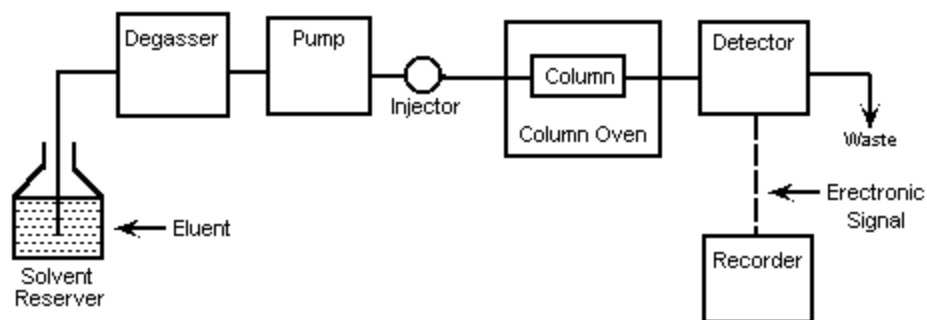 Degasser
Pump
Injector
Column
Column Oven
Detector
Waste
Erectronic
Signal
Recorder
Eluent
Solvent
Reserver